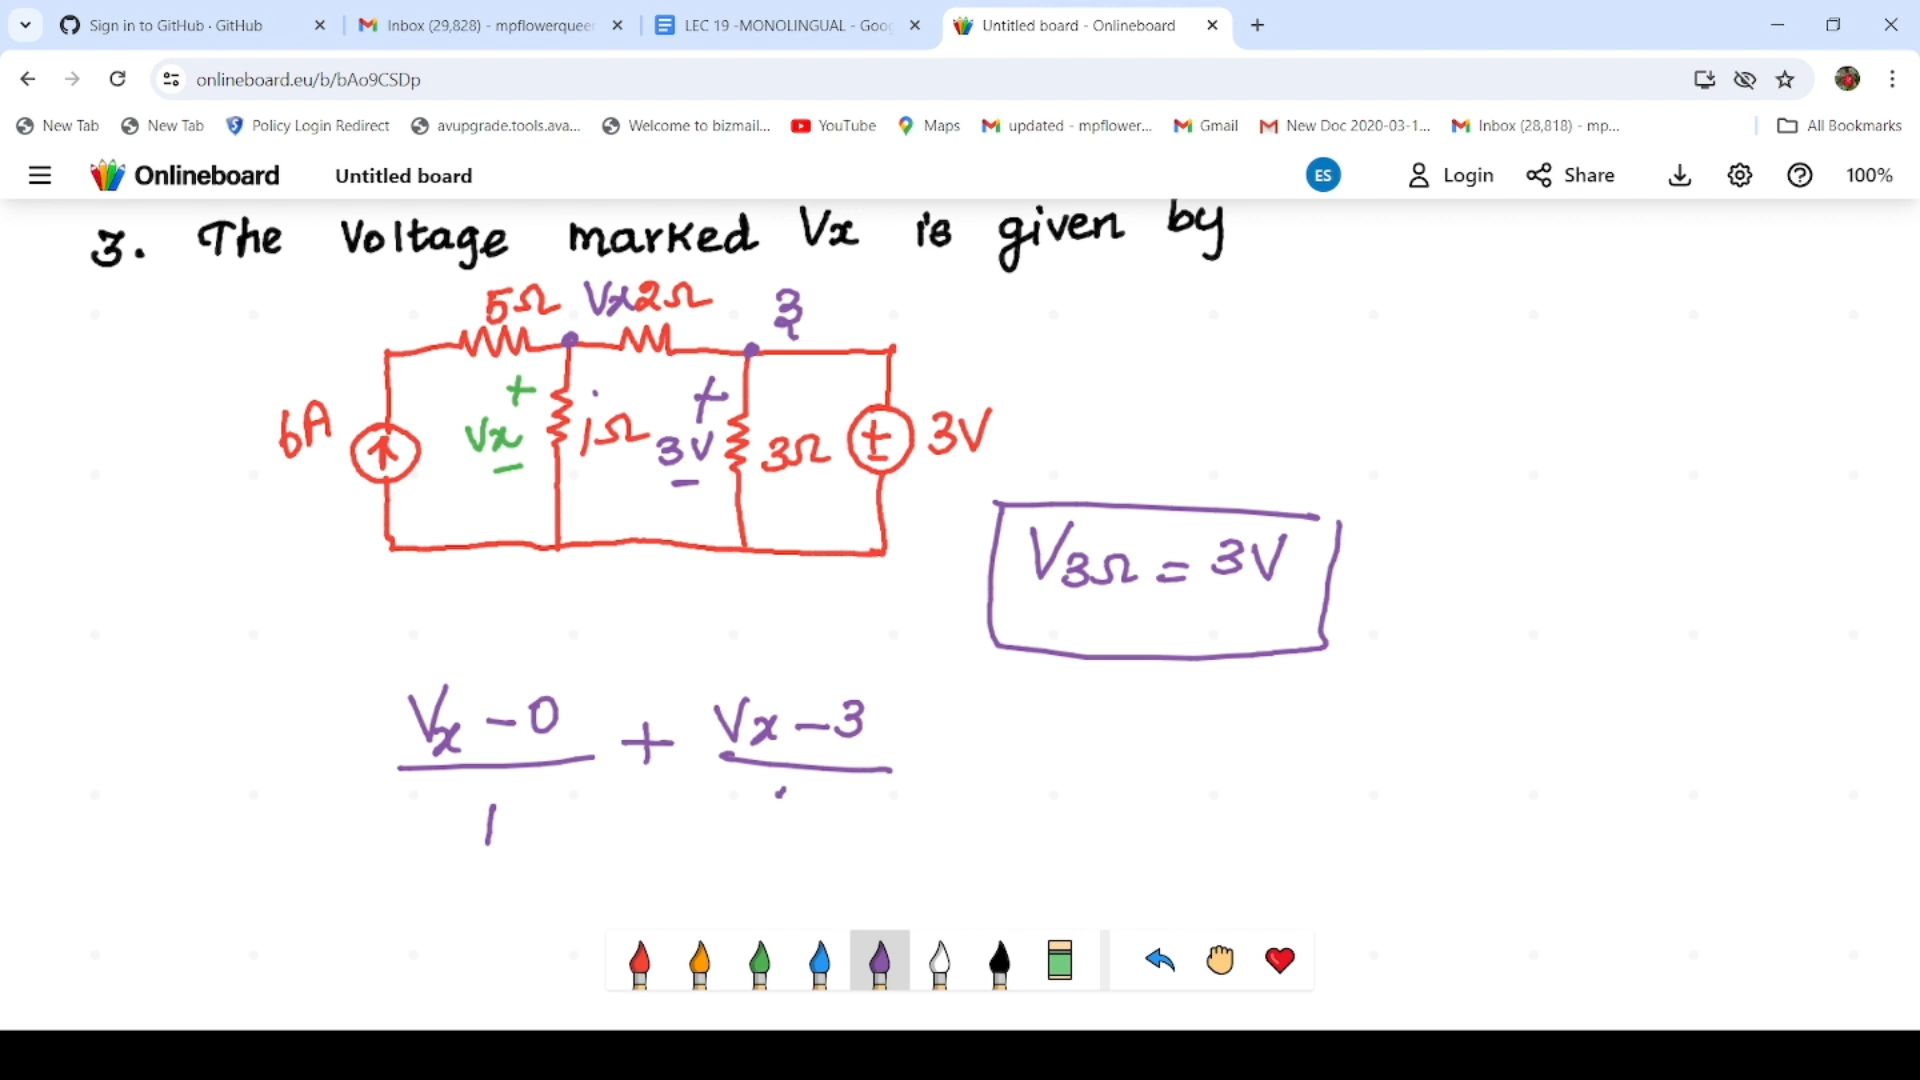 Sign in to GitHub · GitHub
Inbox (29,828) - mpflowerqueen
LEC 19 -MONOLINGUAL - Goog
Untitled board - Onlineboard
onlineboard.eu/b/bAo9CSDp
New Tab
New Tab
Policy Login Redirect
avupgrade.tools.ava...
Welcome to bizmail...
YouTube
Maps
updated - mpflower...
Gmail
New Doc 2020-03-1...
Inbox (28,818) - mp...
All Bookmarks
Onlineboard
Untitled board
ES
Login
Share
100%
3. The Voltage marked Vx is given by
5Ω Vx 2Ω 3
6A + Vx - 1Ω + 3V - 3Ω ± 3V
V3Ω = 3V
Vx - 0 + Vx - 3
1